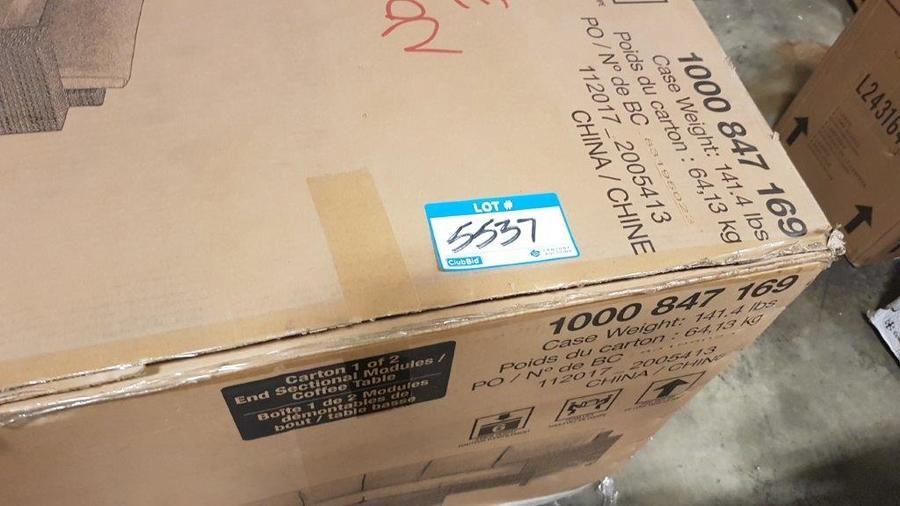 1000 847 169
Case Weight: 141.4 lbs
Poids du carton : 64,13 kg
PO / Nº de BC
112017_2005413
CHINA / CHINE
LOT #
5537
ClubBid
1000 847 169
Case Weight: 141.4 lbs
Poids du carton : 64,13 kg
PO / Nº de BC
112017_2005413
CHINA / CHINE
Carton 1 of 2
End Sectional Modules /
Coffee Table
Boîte 1 de 2 Modules
démontables de
bout / table basse
6